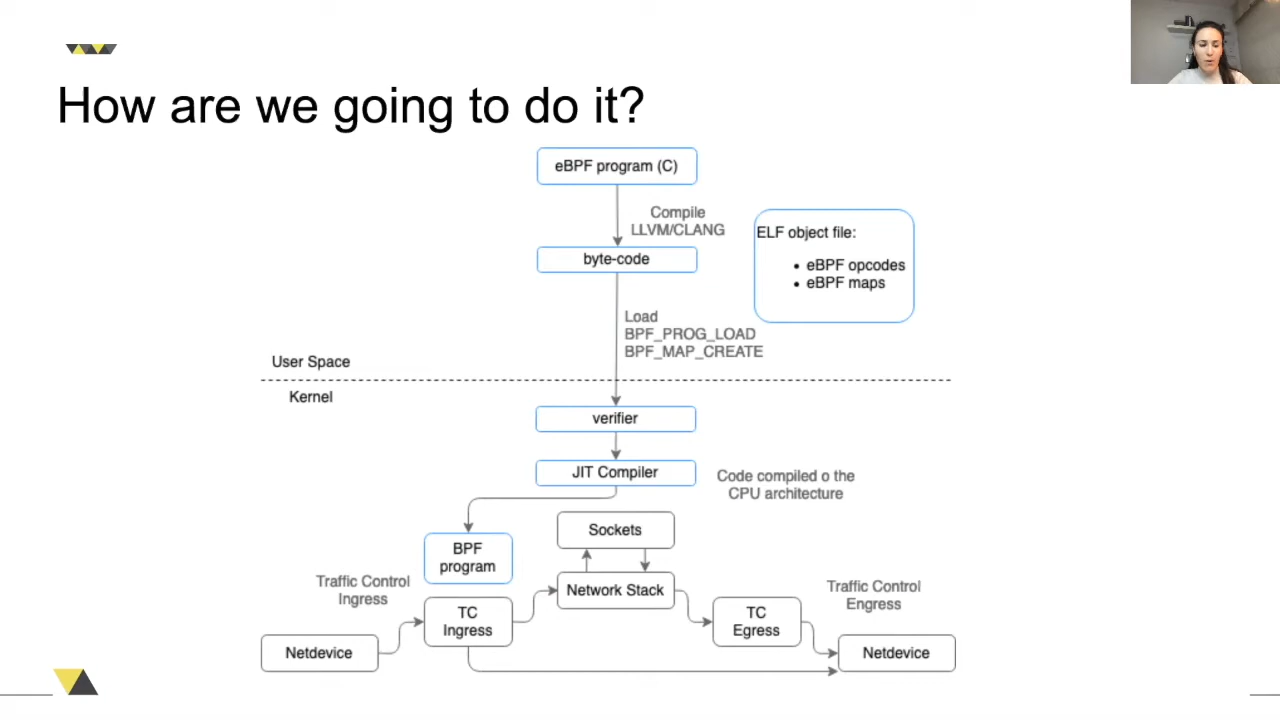 How are we going to do it?
eBPF program (C)
Compile
LLVM/CLANG
byte-code
ELF object file:
• eBPF opcodes
• eBPF maps
Load
BPF_PROG_LOAD
BPF_MAP_CREATE
User Space
Kernel
verifier
JIT Compiler
Code compiled o the
CPU architecture
Sockets
BPF
program
Network Stack
Traffic Control
Ingress
TC
Ingress
Traffic Control
Engress
TC
Egress
Netdevice
Netdevice